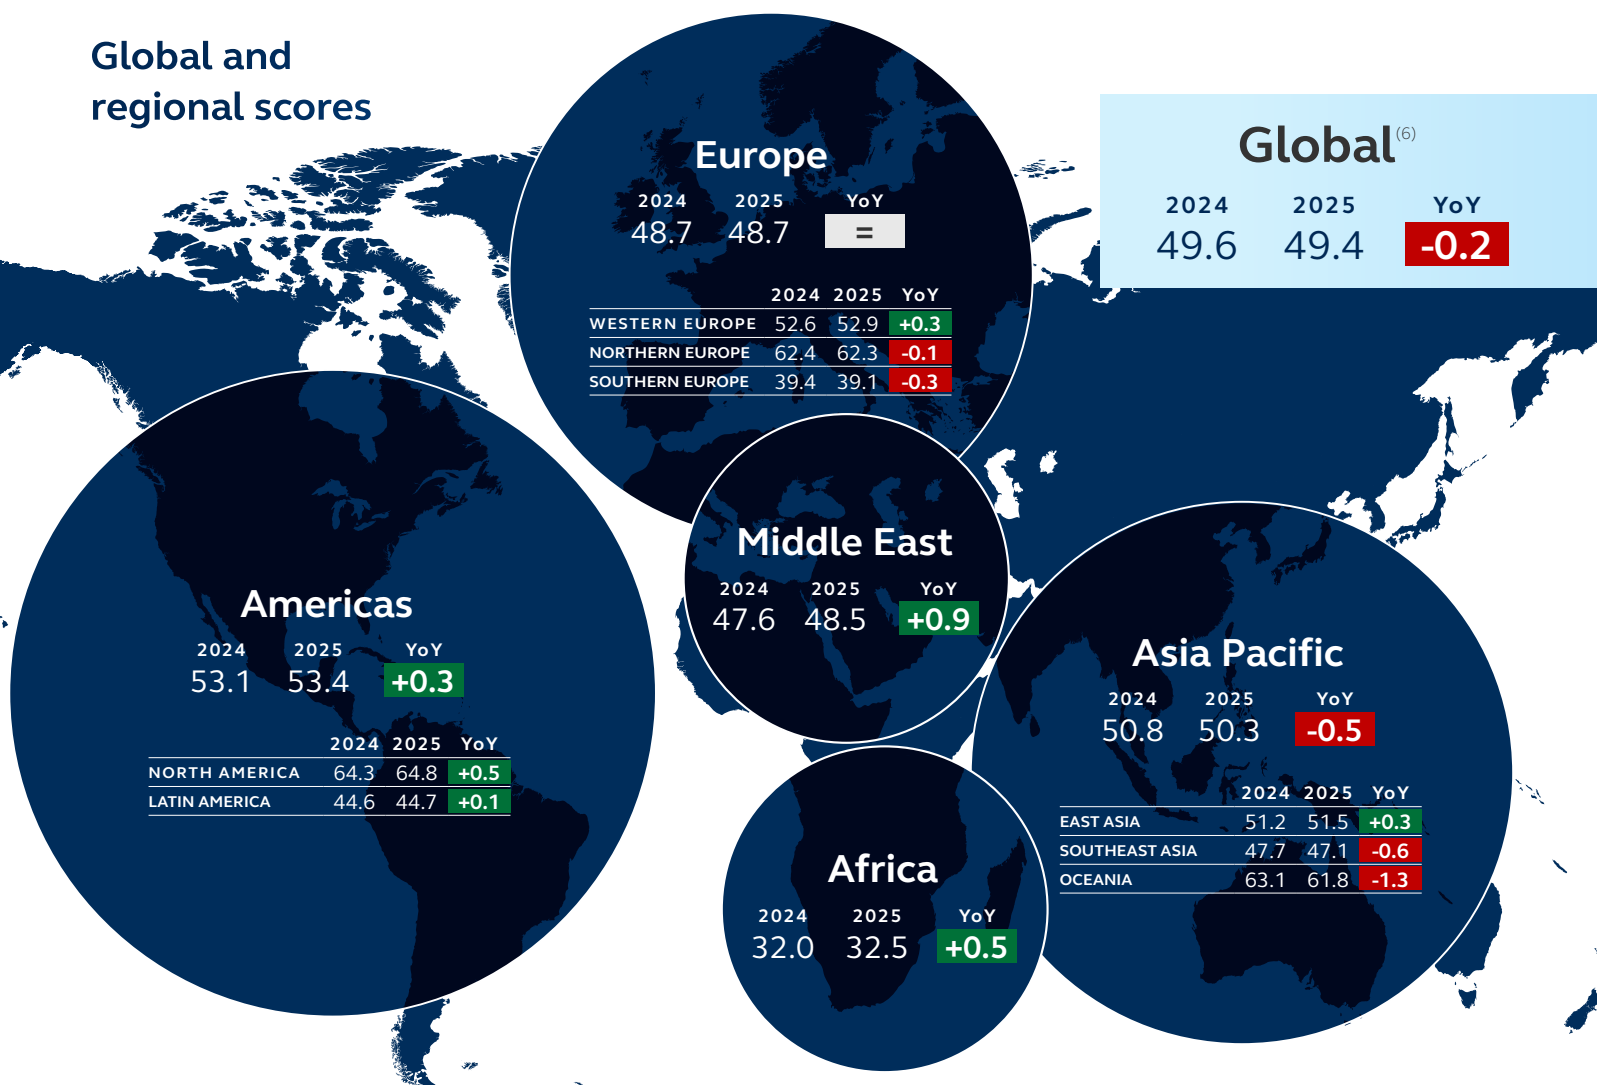 Global and
regional scores
Global(6)
2024 2025 YoY
49.6 49.4 -0.2
Europe
2024 2025 YoY
48.7 48.7 =
2024 2025 YoY
WESTERN EUROPE 52.6 52.9 +0.3
NORTHERN EUROPE 62.4 62.3 -0.1
SOUTHERN EUROPE 39.4 39.1 -0.3
Middle East
2024 2025 YoY
47.6 48.5 +0.9
Americas
2024 2025 YoY
53.1 53.4 +0.3
2024 2025 YoY
NORTH AMERICA 64.3 64.8 +0.5
LATIN AMERICA 44.6 44.7 +0.1
Asia Pacific
2024 2025 YoY
50.8 50.3 -0.5
2024 2025 YoY
EAST ASIA 51.2 51.5 +0.3
SOUTHEAST ASIA 47.7 47.1 -0.6
OCEANIA 63.1 61.8 -1.3
Africa
2024 2025 YoY
32.0 32.5 +0.5